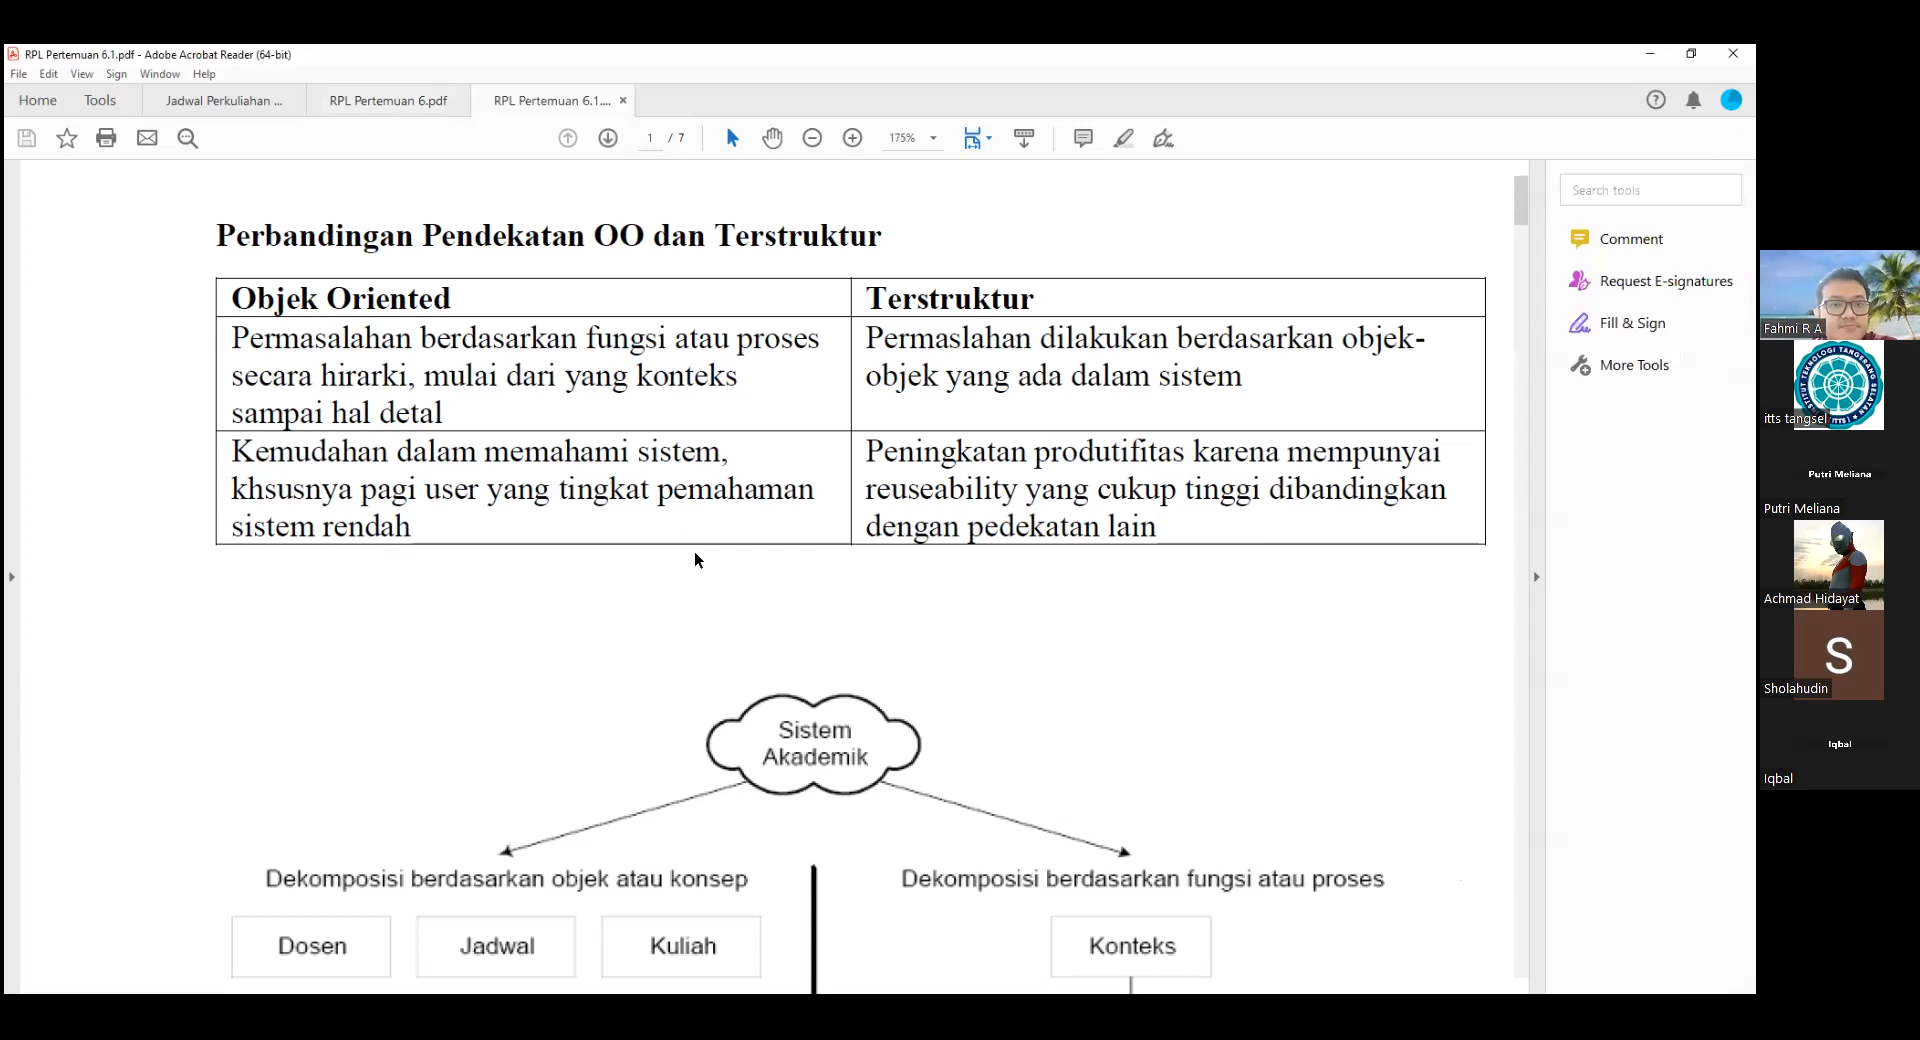 RPL Pertemuan 6.1.pdf - Adobe Acrobat Reader (64-bit)
File Edit View Sign Window Help
Home Tools Jadwal Perkuliahan ... RPL Pertemuan 6.pdf RPL Pertemuan 6.1.... ×
1 / 7 175%
Search tools
Comment
Request E-signatures
Fill & Sign
More Tools
Perbandingan Pendekatan OO dan Terstruktur
Objek Oriented
Terstruktur
Permasalahan berdasarkan fungsi atau proses
secara hirarki, mulai dari yang konteks
sampai hal detal
Permaslahan dilakukan berdasarkan objek-
objek yang ada dalam sistem
Kemudahan dalam memahami sistem,
khsusnya pagi user yang tingkat pemahaman
sistem rendah
Peningkatan produtifitas karena mempunyai
reuseability yang cukup tinggi dibandingkan
dengan pedekatan lain
Sistem
Akademik
Dekomposisi berdasarkan objek atau konsep
Dekomposisi berdasarkan fungsi atau proses
Dosen
Jadwal
Kuliah
Konteks
Fahmi R A
INSTITUT TEKNOLOGI TANGERANG SELATAN
itts tangsel
Putri Meliana
Putri Meliana
Achmad Hidayat
S
Sholahudin
Iqbal
Iqbal